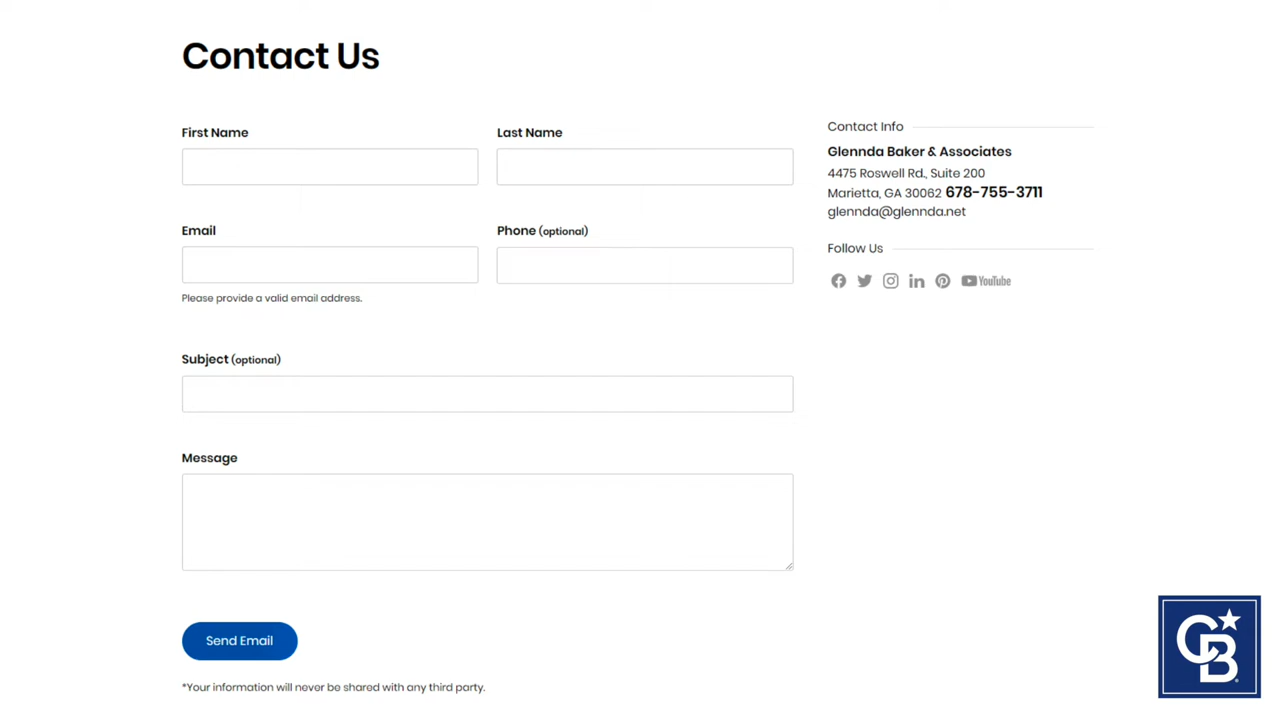 Contact Us
First Name
Last Name
Contact Info
Glennda Baker & Associates
4475 Roswell Rd., Suite 200
Marietta, GA 30062 678-755-3711
glennda@glennda.net
Email
Phone (optional)
Please provide a valid email address.
Follow Us
YouTube
Subject (optional)
Message
Send Email
*Your information will never be shared with any third party.
CB